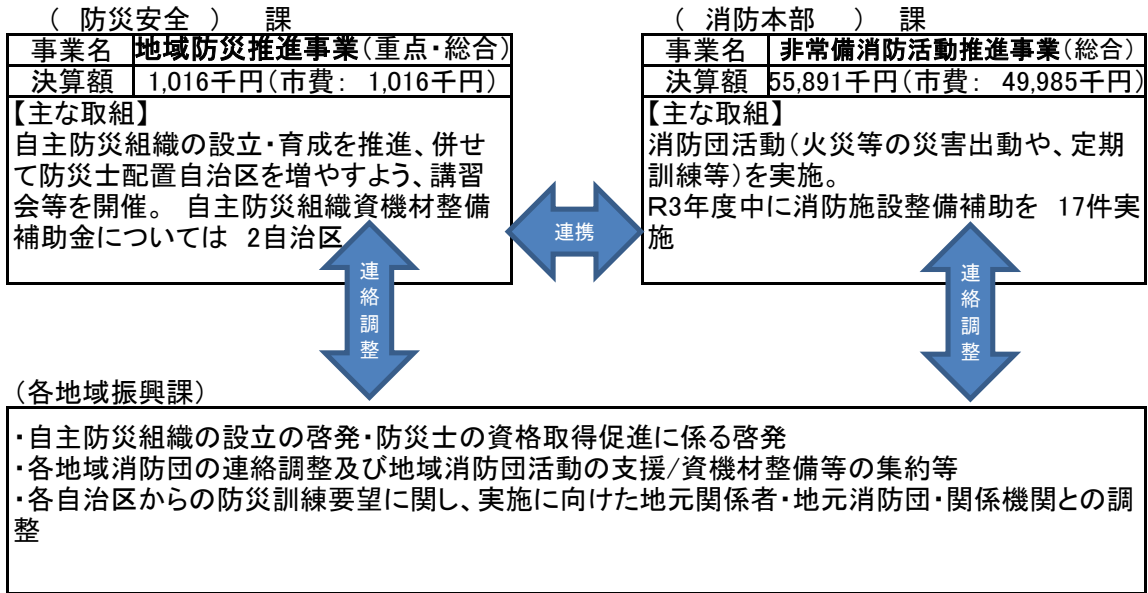 （ 防災安全 ） 課
事業名 地域防災推進事業(重点・総合)
決算額 1,016千円(市費： 1,016千円)
【主な取組】
自主防災組織の設立・育成を推進、併せ
て防災士配置自治区を増やすよう、講習
会等を開催。 自主防災組織資機材整備
補助金については 2自治区
連携
連絡調整
（ 消防本部 ） 課
事業名 非常備消防活動推進事業(総合)
決算額 55,891千円(市費： 49,985千円)
【主な取組】
消防団活動(火災等の災害出動や、定期
訓練等)を実施。
R3年度中に消防施設整備補助を 17件実
施
連絡調整
(各地域振興課)
・自主防災組織の設立の啓発・防災士の資格取得促進に係る啓発
・各地域消防団の連絡調整及び地域消防団活動の支援/資機材整備等の集約等
・各自治区からの防災訓練要望に関し、実施に向けた地元関係者・地元消防団・関係機関との調
整